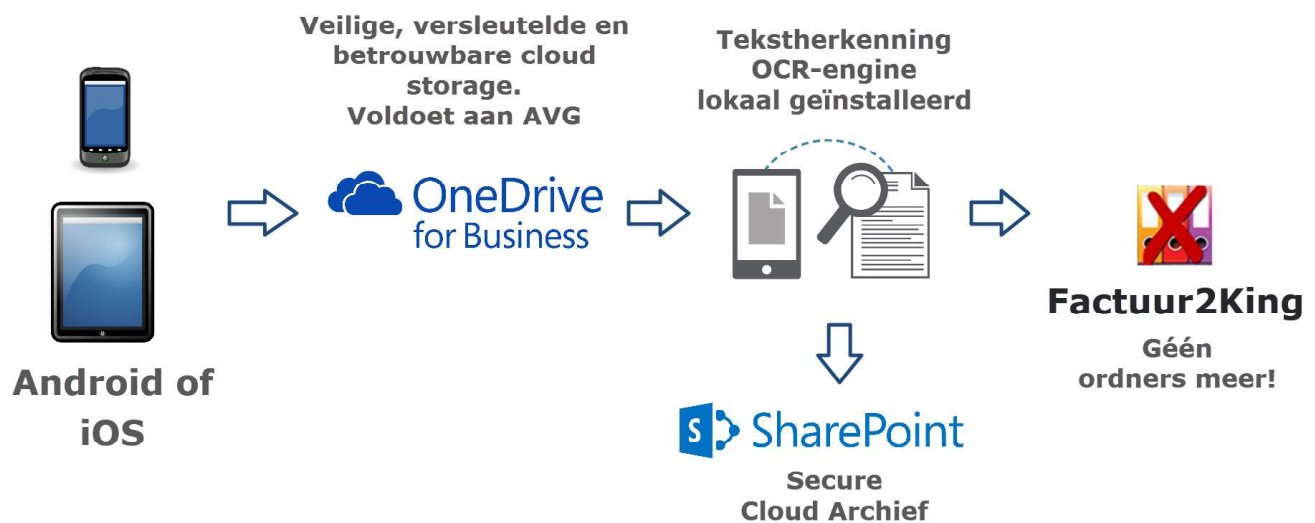 Veilige, versleutelde en
betrouwbare cloud
storage.
Voldoet aan AVG
Tekstherkenning
OCR-engine
lokaal geïnstalleerd
OneDrive
for Business
Android of
iOS
Factuur2King
Géén
ordners meer!
S SharePoint
Secure
Cloud Archief